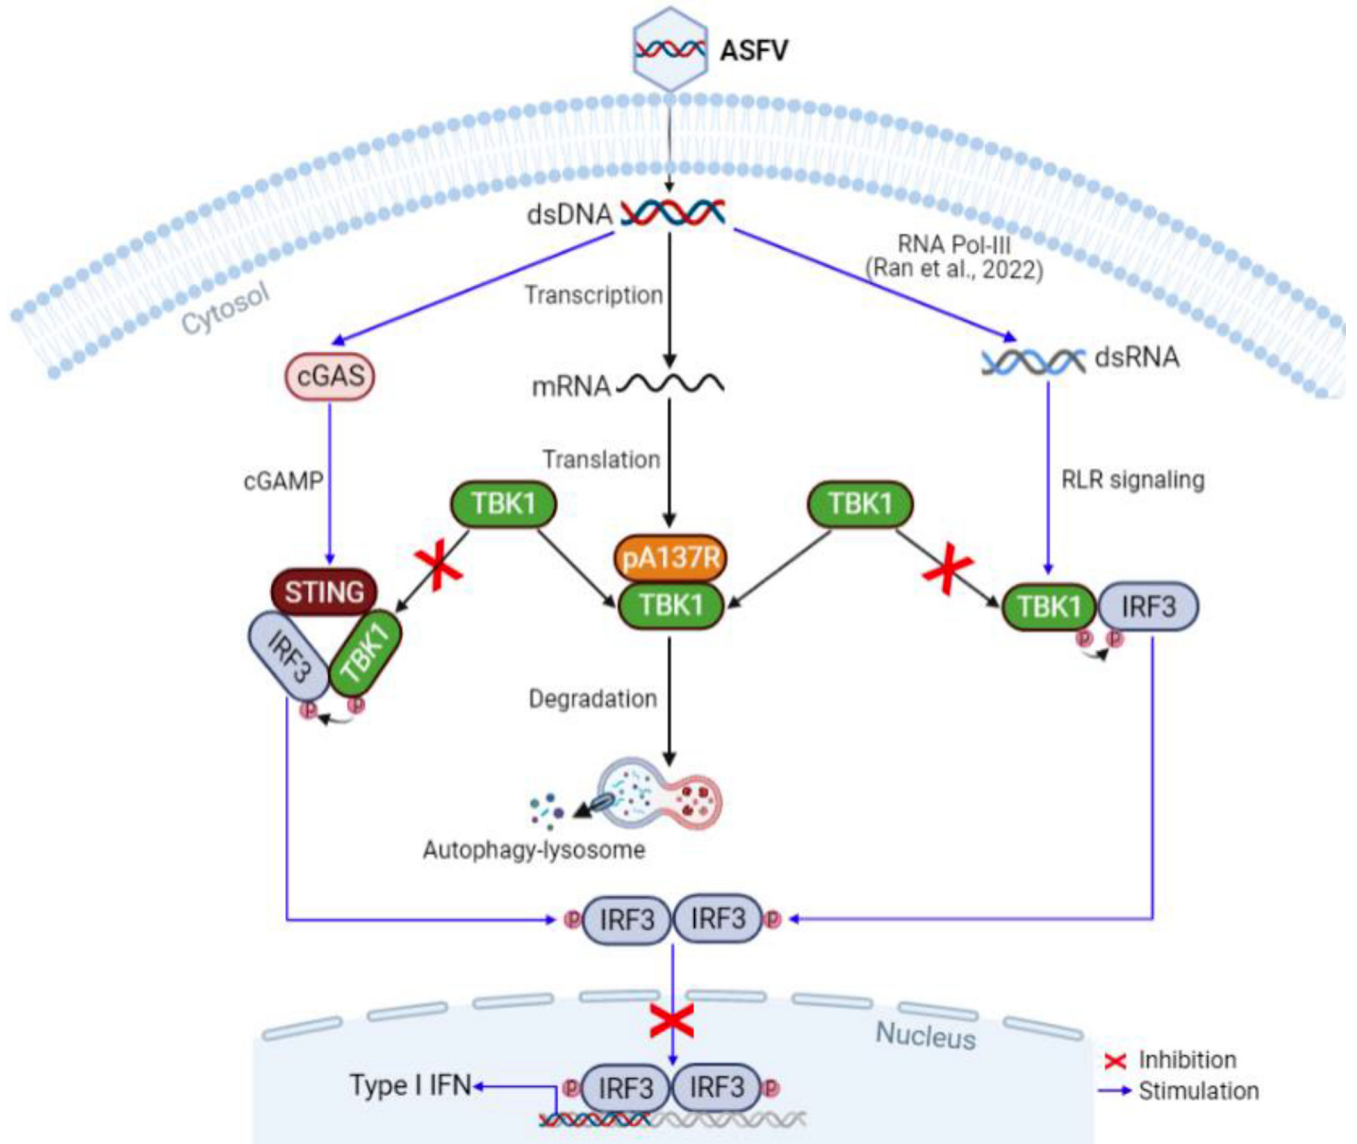 ASFV
dsDNA
RNA Pol-III
(Ran et al., 2022)
Cytosol
Transcription
cGAS
mRNA
dsRNA
Translation
cGAMP
RLR signaling
TBK1
TBK1
pA137R
TBK1
STING
IRF3
TBK1
P
P
TBK1
IRF3
P
P
Degradation
Autophagy-lysosome
P
IRF3
IRF3
P
Nucleus
Type I IFN
P
IRF3
IRF3
P
Inhibition
Stimulation